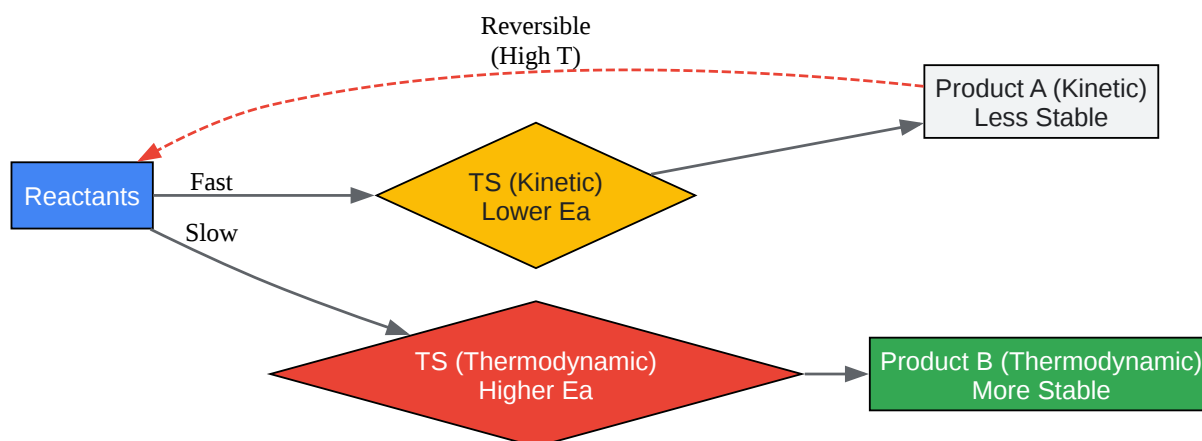 Reversible
(High T)
Product A (Kinetic)
Less Stable
Reactants
Fast
TS (Kinetic)
Lower Ea
Slow
TS (Thermodynamic)
Higher Ea
Product B (Thermodynamic)
More Stable